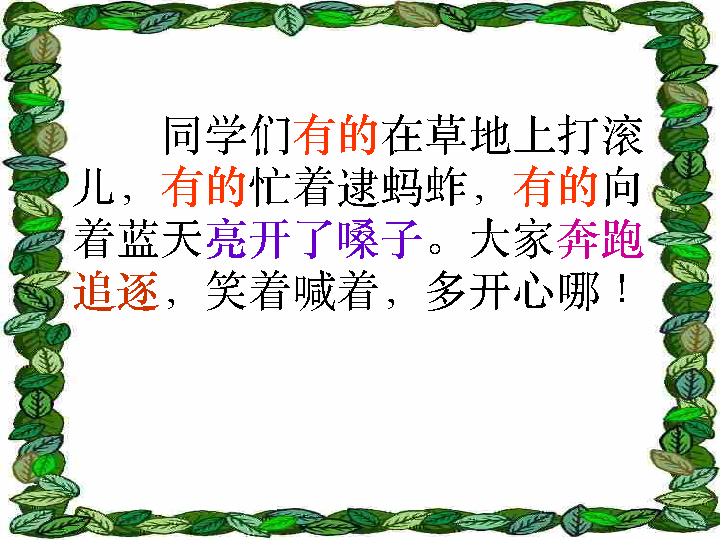 同学们有的在草地上打滚
儿，有的忙着逮蚂蚱，有的向
着蓝天亮开了嗓子。大家奔跑
追逐，笑着喊着，多开心哪！